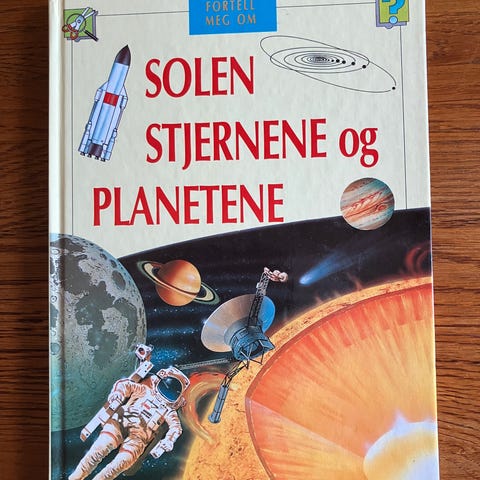 FORTELL
MEG OM
SOLEN
STJERNENE og
PLANETENE
?